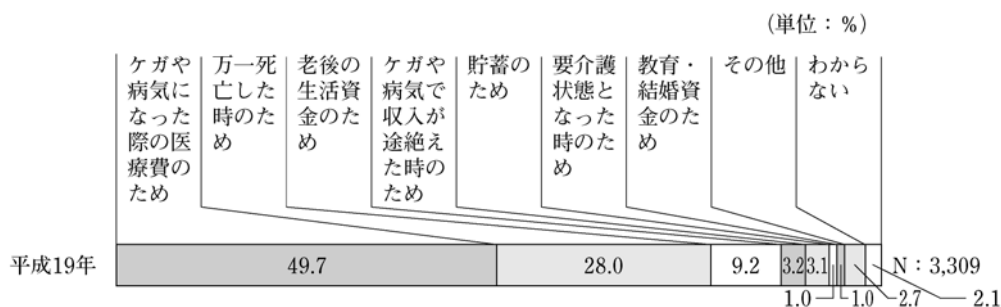 (単位：%)
ケガや
病気に
なった
際の医
療費の
ため
万一死
亡した
時のた
め
老後の
生活資
金のた
め
ケガや
病気で
収入が
途絶え
た時の
ため
貯蓄の
ため
要介護
状態と
なった
時のた
め
教育・
結婚資
金のた
め
その他
わから
ない
平成19年
49.7
28.0
9.2
3.2
3.1
N：3,309
1.0
1.0
2.7
2.1